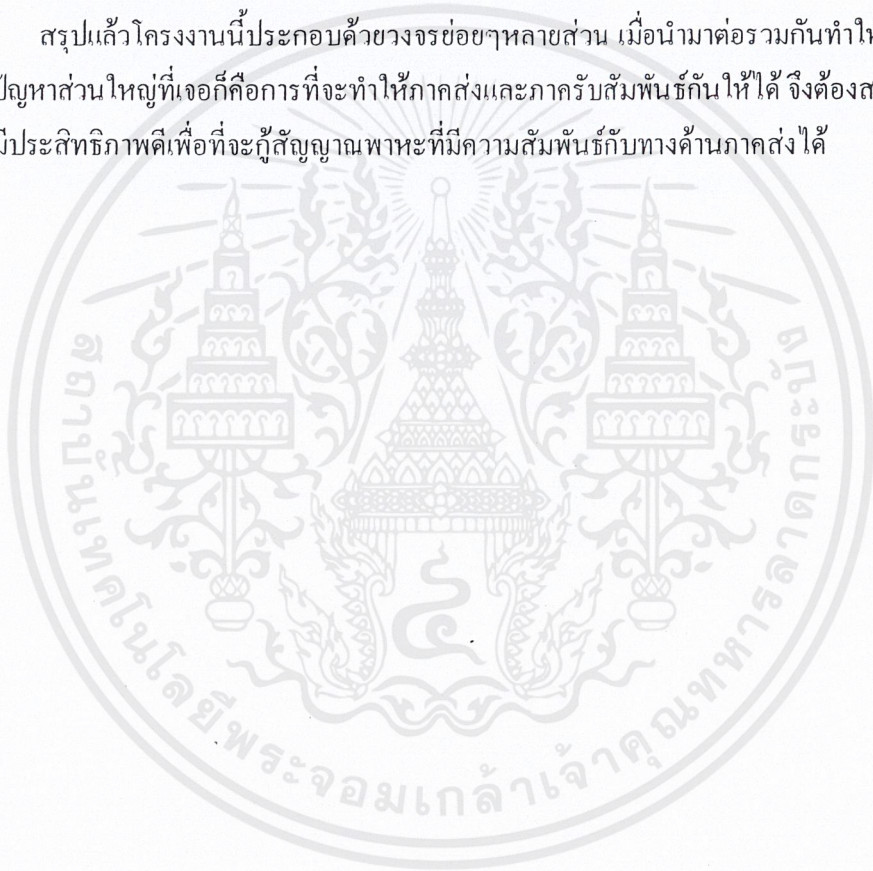 สรุปแล้วโครงงานนี้ประกอบด้วยวงจรย่อยๆหลายส่วน เมื่อนำมาต่อรวมกันทำให้
ปัญหาส่วนใหญ่ที่เจอก็คือการที่จะทำให้ภาคส่งและภาครับสัมพันธ์กันให้ได้ จึงต้องส
มีประสิทธิภาพดีเพื่อที่จะกู้สัญญาณพาหะที่มีความสัมพันธ์กับทางด้านภาคส่งได้
สถาบันเทคโนโลยีพระจอมเกล้าเจ้าคุณทหารลาดกระบัง